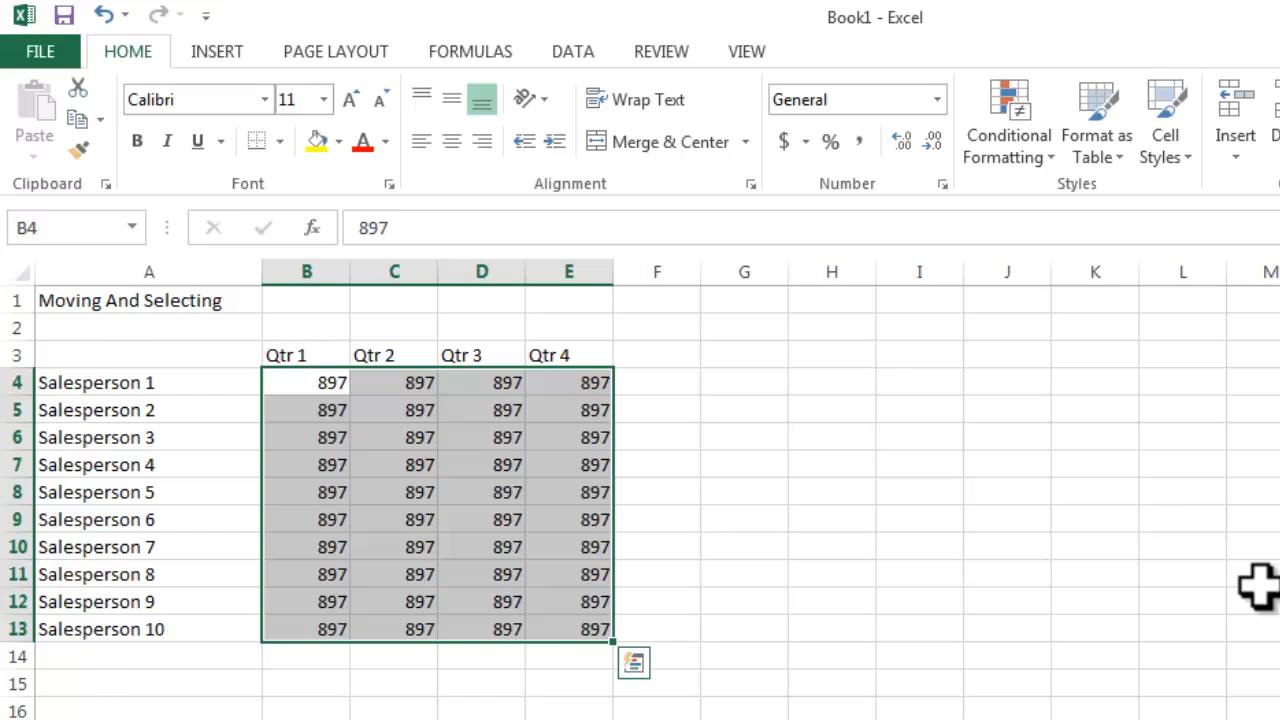 Book1 - Excel
FILE HOME INSERT PAGE LAYOUT FORMULAS DATA REVIEW VIEW
Calibri 11 A A Wrap Text General
Paste B I U A Merge & Center $ % , .0 .00 .00 .0 Conditional Formatting Format as Table Cell Styles Insert
Clipboard Font Alignment Number Styles
B4 fx 897
A B C D E F G H I J K L M
1 Moving And Selecting
2
3 Qtr 1 Qtr 2 Qtr 3 Qtr 4
4 Salesperson 1 897 897 897 897
5 Salesperson 2 897 897 897 897
6 Salesperson 3 897 897 897 897
7 Salesperson 4 897 897 897 897
8 Salesperson 5 897 897 897 897
9 Salesperson 6 897 897 897 897
10 Salesperson 7 897 897 897 897
11 Salesperson 8 897 897 897 897
12 Salesperson 9 897 897 897 897
13 Salesperson 10 897 897 897 897
14
15
16